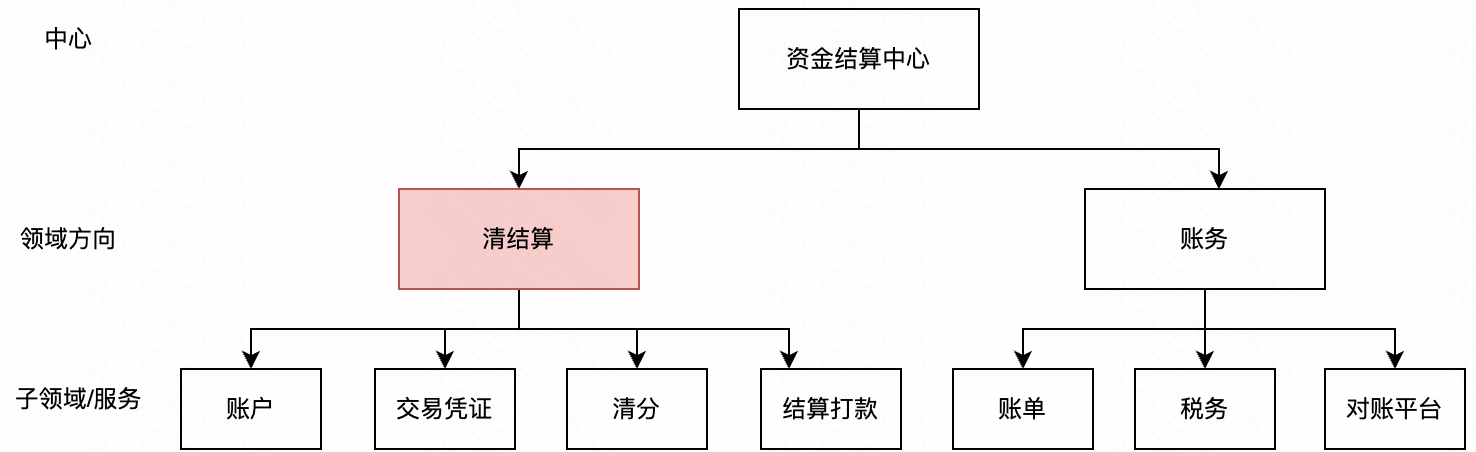 中心
资金结算中心
领域方向
清结算
账务
子领域/服务
账户
交易凭证
清分
结算打款
账单
税务
对账平台